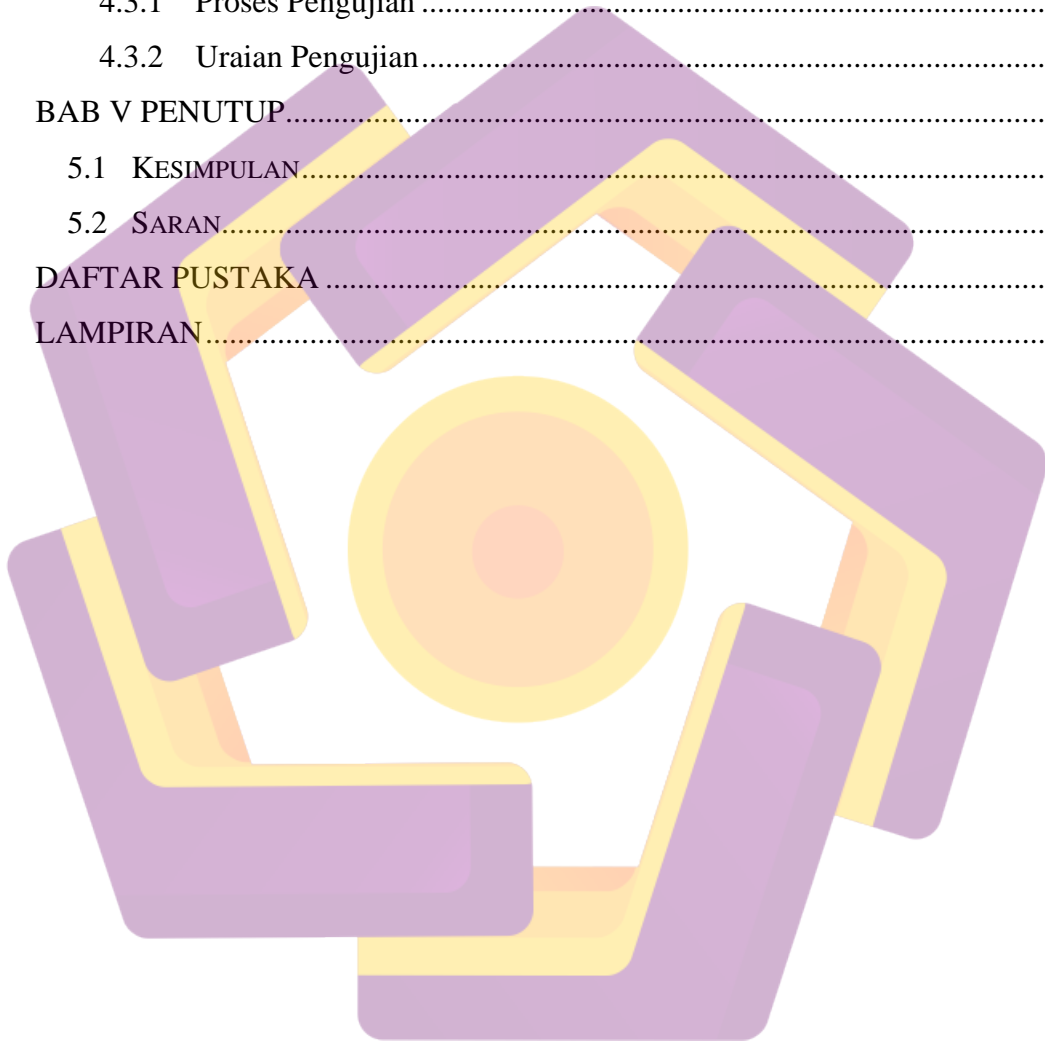 4.3.1 Proses Pengujian ................................................................................
4.3.2 Uraian Pengujian ................................................................................
BAB V PENUTUP ................................................................................
5.1 KESIMPULAN ................................................................................
5.2 SARAN ................................................................................
DAFTAR PUSTAKA ................................................................................
LAMPIRAN ................................................................................